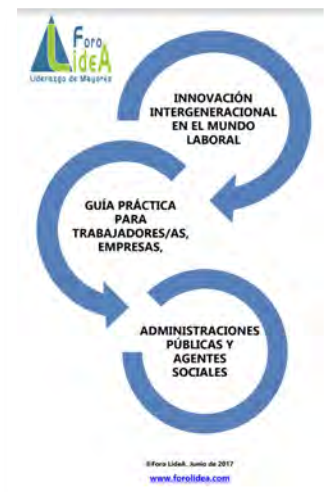 Foro
LideA
Liderazgo de Mayores
INNOVACIÓN
INTERGENERACIONAL
EN EL MUNDO
LABORAL
GUÍA PRÁCTICA
PARA
TRABAJADORES/AS,
EMPRESAS,
ADMINISTRACIONES
PÚBLICAS Y
AGENTES
SOCIALES
©Foro LideA. Junio de 2017
www.forolidea.com